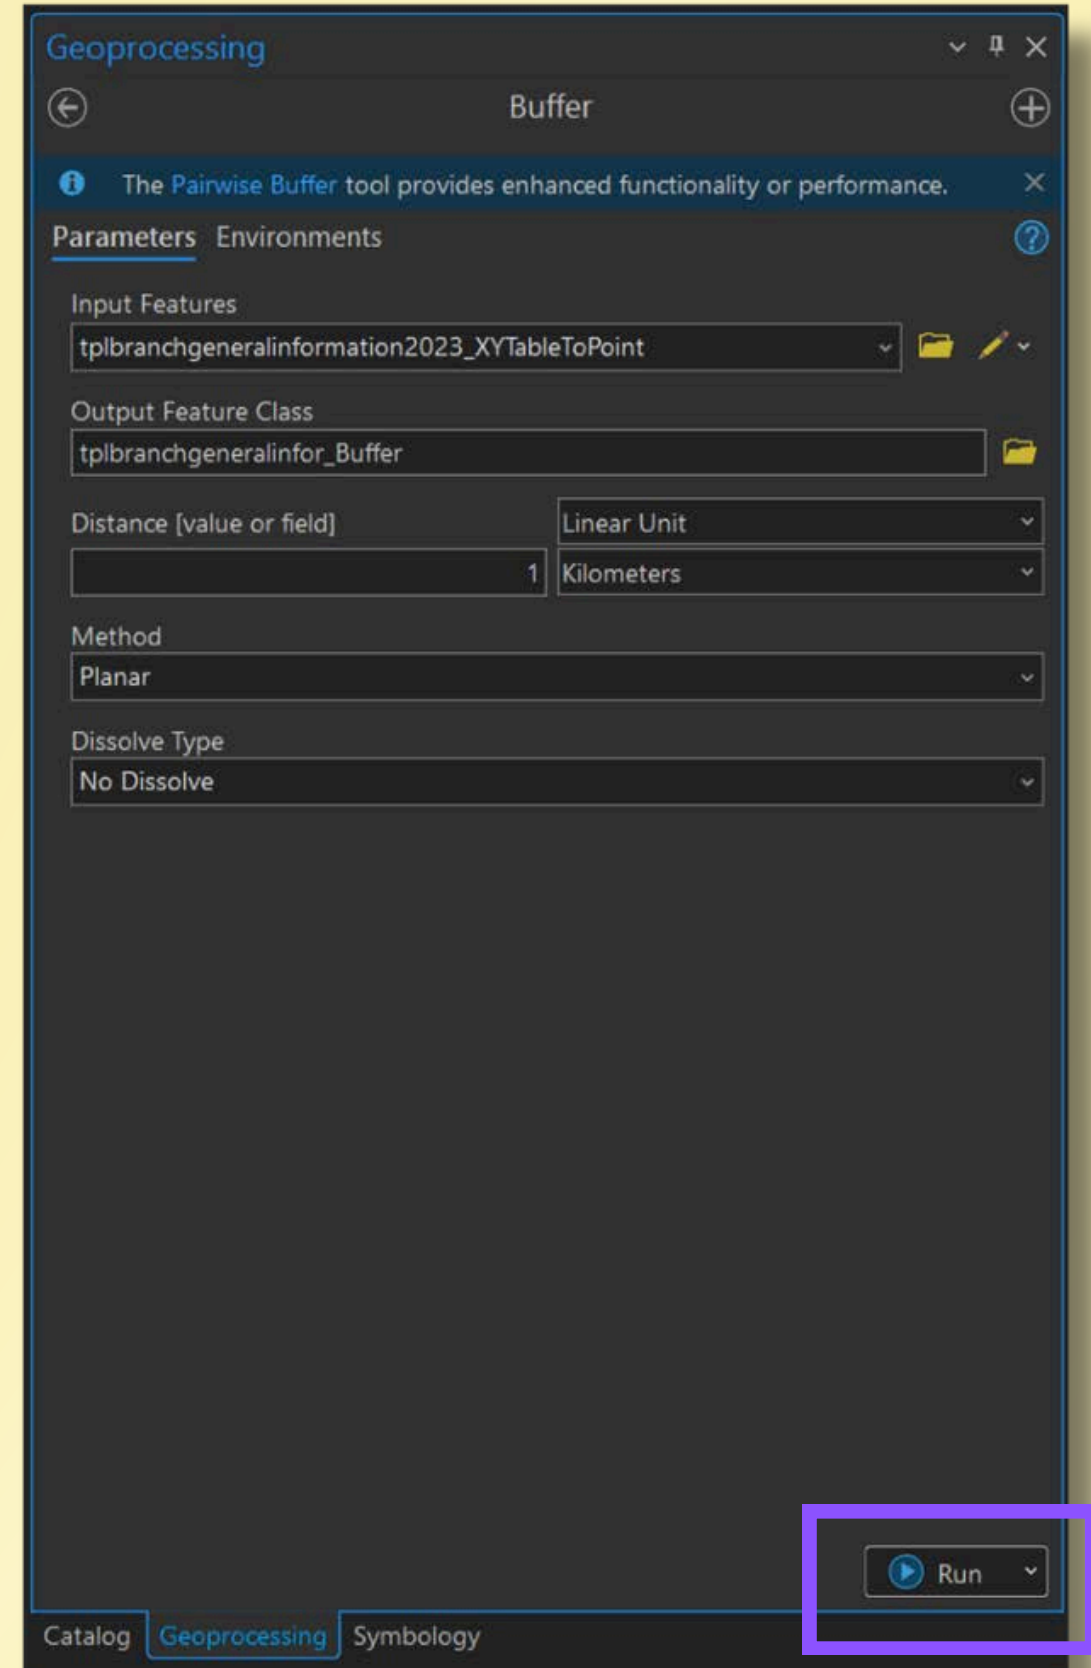 Geoprocessing
Buffer
The Pairwise Buffer tool provides enhanced functionality or performance.
Parameters Environments
Input Features
tplbranchgeneralinformation2023_XYTableToPoint
Output Feature Class
tplbranchgeneralinfor_Buffer
Distance [value or field] Linear Unit
1 Kilometers
Method
Planar
Dissolve Type
No Dissolve
Run
Catalog Geoprocessing Symbology